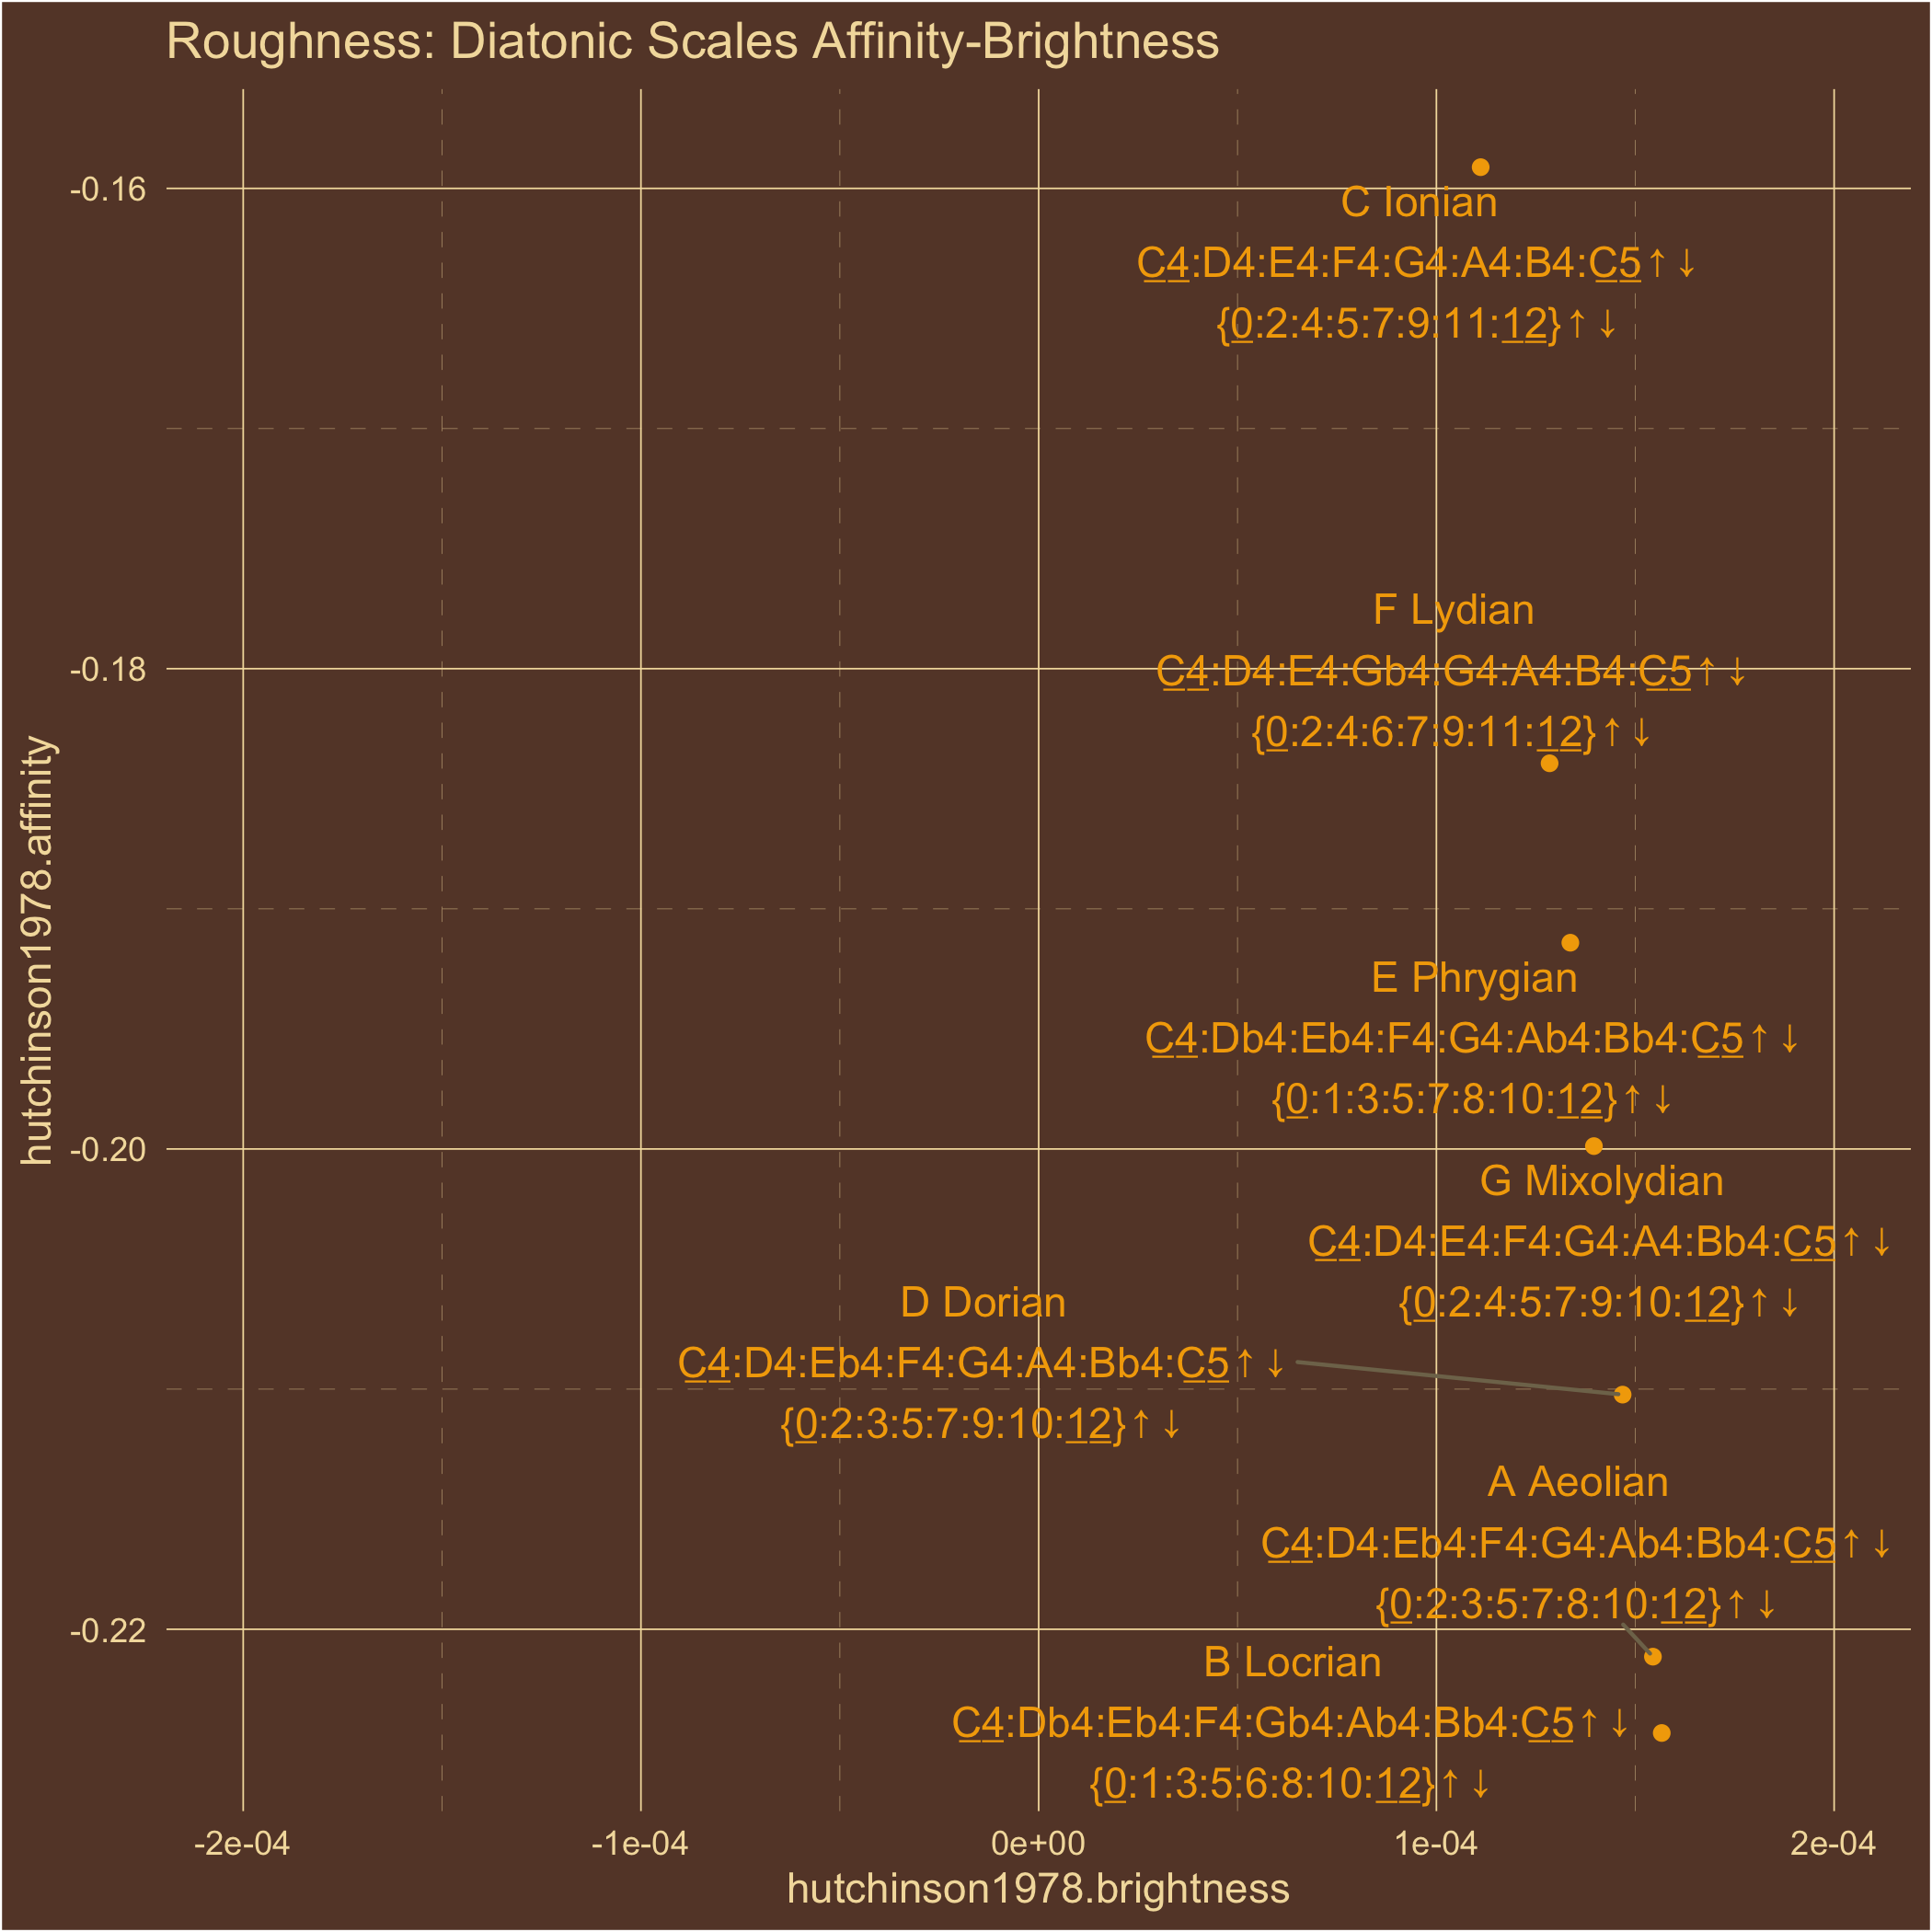 Roughness: Diatonic Scales Affinity-Brightness
hutchinson1978.affinity
-0.16
-0.18
-0.20
-0.22
C Ionian
C4:D4:E4:F4:G4:A4:B4:C5↑↓
{0:2:4:5:7:9:11:12}↑↓
F Lydian
C4:D4:E4:Gb4:G4:A4:B4:C5↑↓
{0:2:4:6:7:9:11:12}↑↓
E Phrygian
C4:Db4:Eb4:F4:G4:Ab4:Bb4:C5↑↓
{0:1:3:5:7:8:10:12}↑↓
G Mixolydian
C4:D4:E4:F4:G4:A4:Bb4:C5↑↓
{0:2:4:5:7:9:10:12}↑↓
D Dorian
C4:D4:Eb4:F4:G4:A4:Bb4:C5↑↓
{0:2:3:5:7:9:10:12}↑↓
A Aeolian
C4:D4:Eb4:F4:G4:Ab4:Bb4:C5↑↓
{0:2:3:5:7:8:10:12}↑↓
B Locrian
C4:Db4:Eb4:F4:Gb4:Ab4:Bb4:C5↑↓
{0:1:3:5:6:8:10:12}↑↓
-2e-04 -1e-04 0e+00 1e-04 2e-04
hutchinson1978.brightness